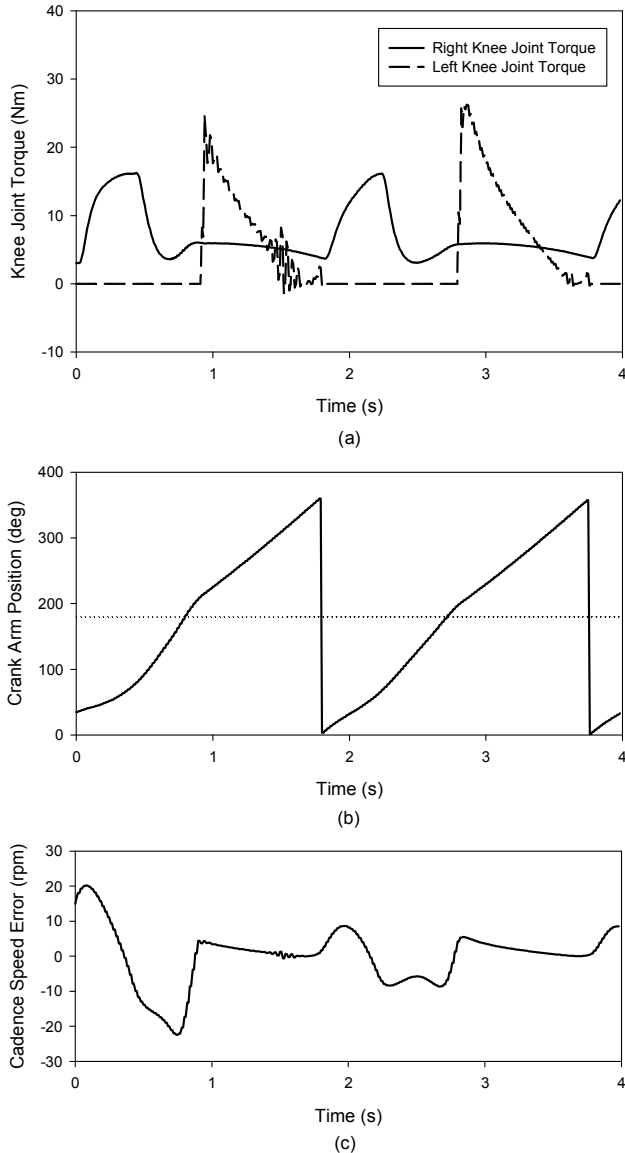 40
30
20
10
0
-10
Knee Joint Torque (Nm)
Right Knee Joint Torque
Left Knee Joint Torque
0 1 2 3 4
Time (s)
(a)
400
300
200
100
0
Crank Arm Position (deg)
0 1 2 3 4
Time (s)
(b)
30
20
10
0
-10
-20
-30
Cadence Speed Error (rpm)
0 1 2 3 4
Time (s)
(c)